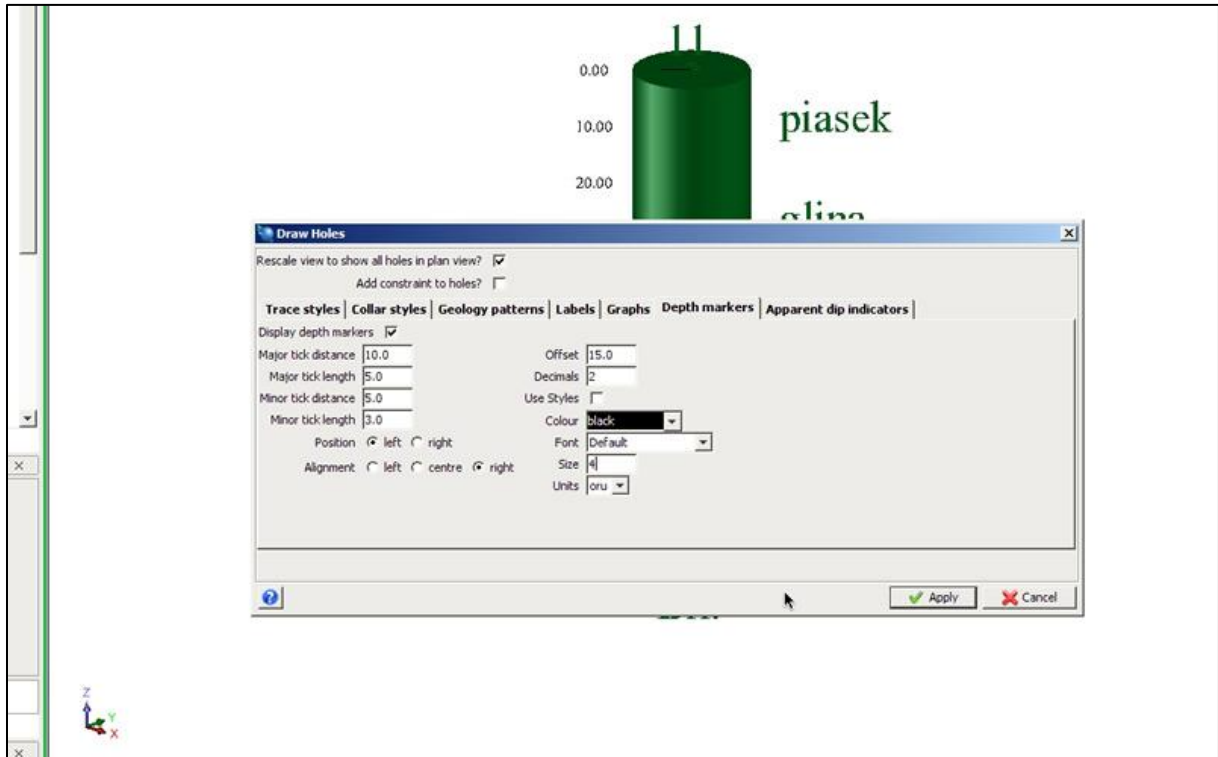 11
0.00
10.00
piasek
20.00
glina
Draw Holes
Rescale view to show all holes in plan view?
Add constraint to holes?
Trace styles Collar styles Geology patterns Labels Graphs Depth markers Apparent dip indicators
Display depth markers
Major tick distance 10.0 Offset 15.0
Major tick length 5.0 Decimals 2
Minor tick distance 5.0 Use Styles
Minor tick length 3.0 Colour black
Position left right Font Default
Alignment left centre right Size 4
Units oru
Apply Cancel
Z
Y
X